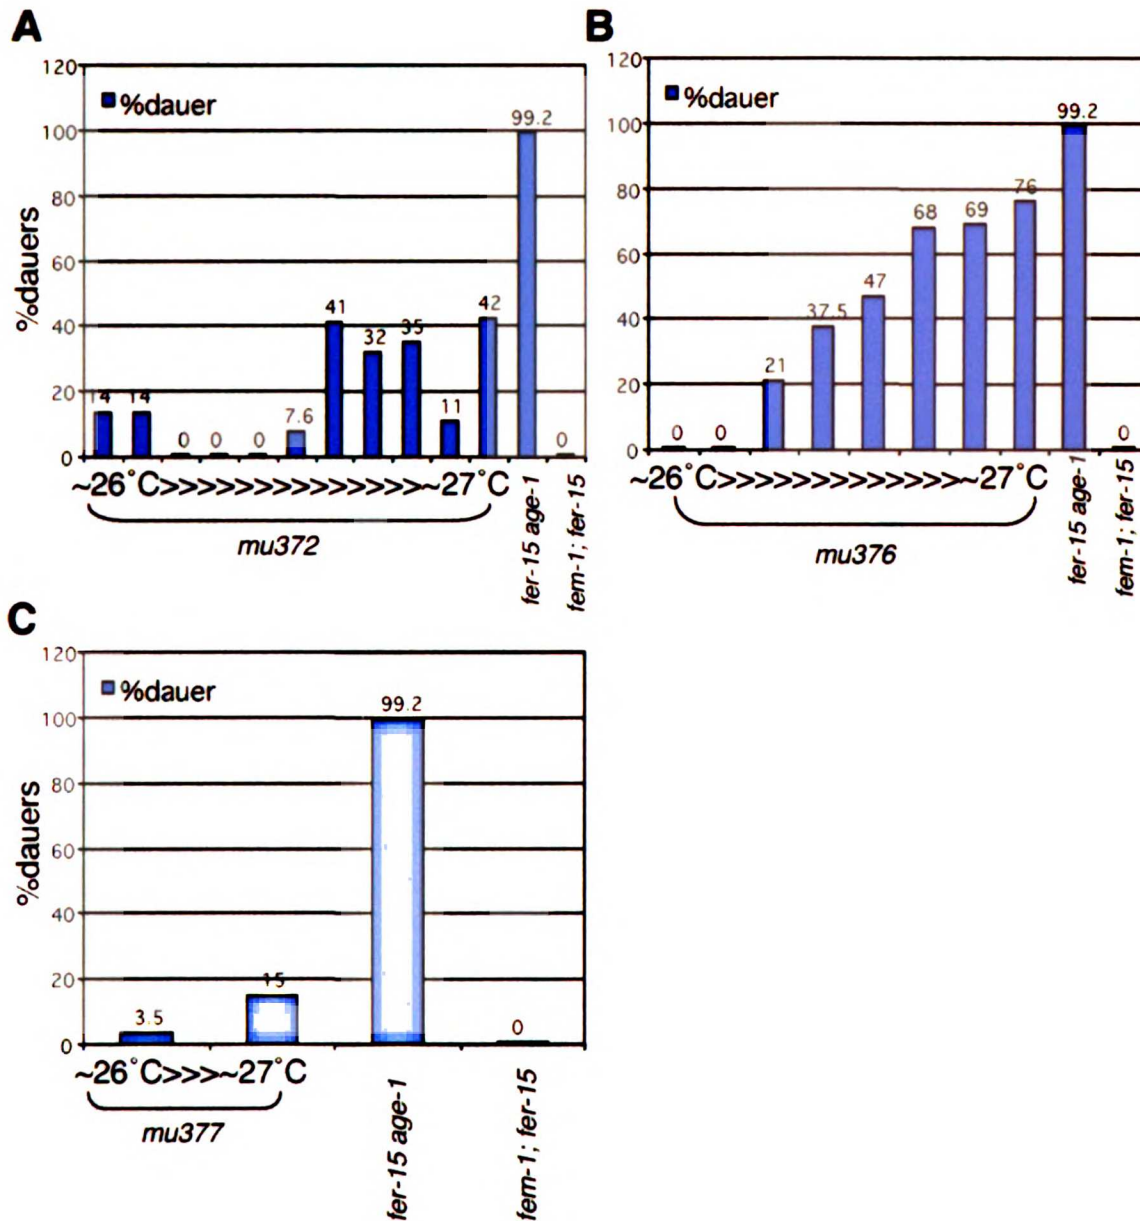 A
%dauers
120
100
80
60
40
20
0
%dauer
14
14
0
0
0
7.6
41
32
35
11
42
99.2
0
~26°C>>>>>>>>>>>>>>>~27°C
mu372
fer-15 age-1
fem-1; fer-15
B
120
100
80
60
40
20
0
%dauer
0
0
21
37.5
47
68
69
76
99.2
0
~26°C>>>>>>>>>>>>>~27°C
mu376
fer-15 age-1
fem-1; fer-15
C
%dauers
120
100
80
60
40
20
0
%dauer
3.5
15
99.2
0
~26°C>>>~27°C
mu377
fer-15 age-1
fem-1; fer-15